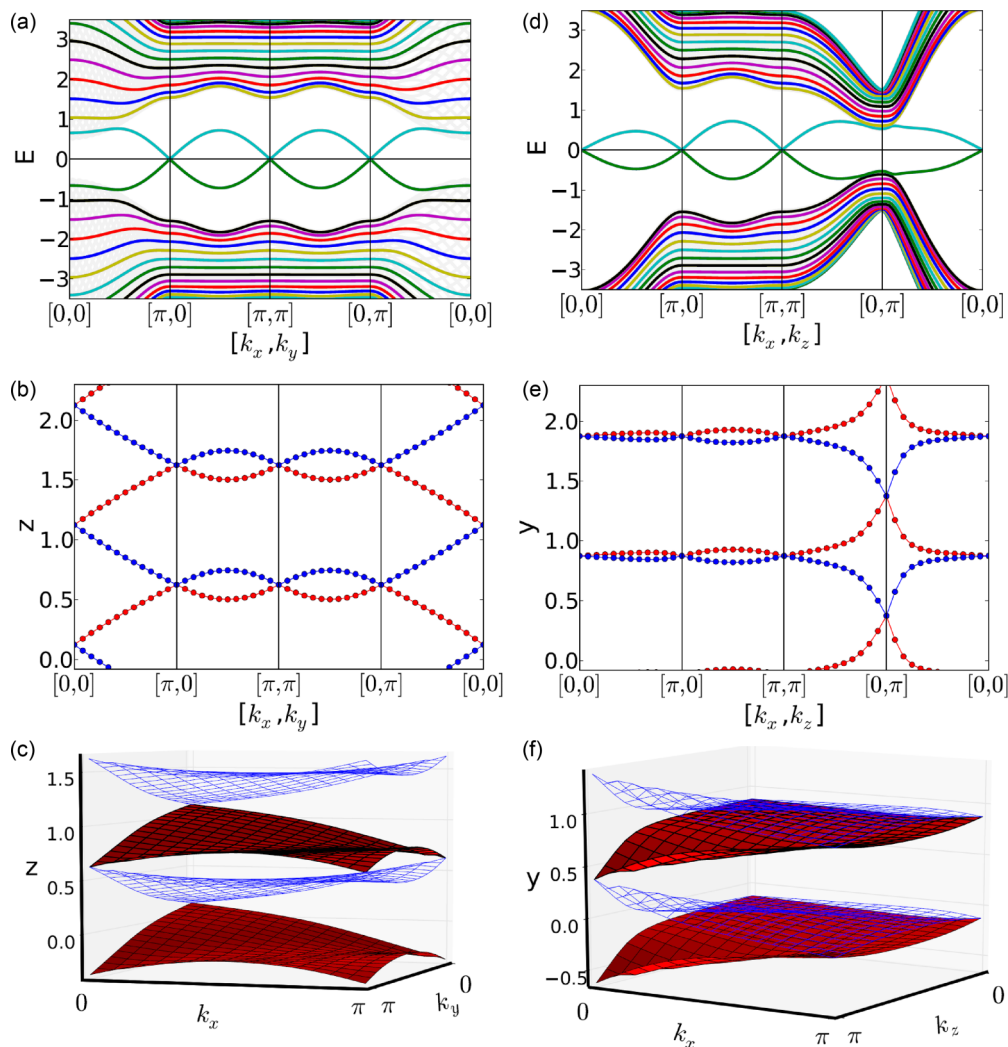 (a)
3
2
1
0
−1
−2
−3
E
[0,0] [π,0] [π,π] [0,π] [0,0]
[k_x,k_y]
(d)
3
2
1
0
−1
−2
−3
E
[0,0] [π,0] [π,π] [0,π] [0,0]
[k_x,k_z]
(b)
2.0
1.5
1.0
0.5
0.0
z
[0,0] [π,0] [π,π] [0,π] [0,0]
[k_x,k_y]
(e)
2.0
1.5
1.0
0.5
0.0
y
[0,0] [π,0] [π,π] [0,π] [0,0]
[k_x,k_z]
(c)
1.5
1.0
0.5
0.0
z
0 k_x π π k_y 0
(f)
1.0
0.5
0.0
−0.5
y
0 k_x π π k_z 0